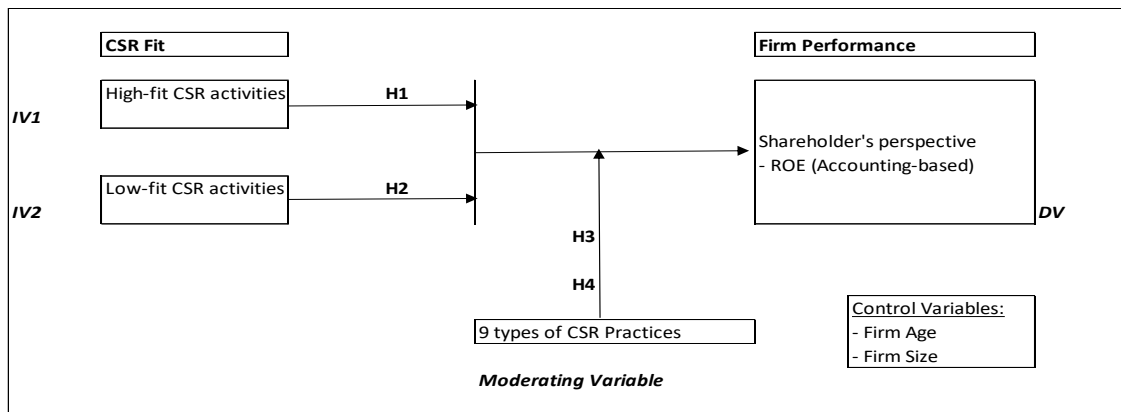 CSR Fit
Firm Performance
High-fit CSR activities
H1
IV1
Shareholder's perspective
- ROE (Accounting-based)
Low-fit CSR activities
H2
IV2
DV
H3
H4
Control Variables:
- Firm Age
- Firm Size
9 types of CSR Practices
Moderating Variable